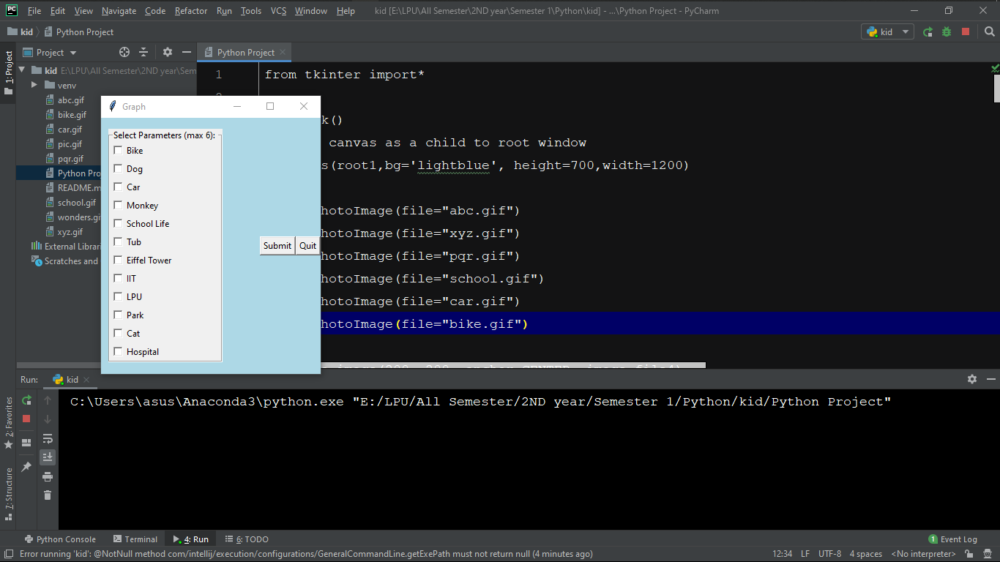 PC File Edit View Navigate Code Refactor Run Tools VCS Window Help kid [E:\LPU\All Semester\2ND year\Semester 1\Python\kid] - ...\Python Project - PyCharm
kid Python Project kid
1: Project
Project
Python Project
kid E:\LPU\All Semester\2ND year\Sem
venv
abc.gif
bike.gif
car.gif
pic.gif
pqr.gif
Python Pro
README.m
school.gif
wonders.gi
xyz.gif
External Librari
Scratches and
Graph
Select Parameters (max 6):
Bike
Dog
Car
Monkey
School Life
Tub
Eiffel Tower
IIT
LPU
Park
Cat
Hospital
Submit Quit
1 from tkinter import*
k()
canvas as a child to root window
s(root1,bg='lightblue', height=700,width=1200)
hotoImage(file="abc.gif")
hotoImage(file="xyz.gif")
hotoImage(file="pqr.gif")
hotoImage(file="school.gif")
hotoImage(file="car.gif")
hotoImage(file="bike.gif")
Run: kid
C:\Users\asus\Anaconda3\python.exe "E:/LPU/All Semester/2ND year/Semester 1/Python/kid/Python Project"
2: Favorites
7: Structure
Python Console Terminal 4: Run 6: TODO 1 Event Log
Error running 'kid': @NotNull method com/intellij/execution/configurations/GeneralCommandLine.getExePath must not return null (4 minutes ago) 12:34 LF UTF-8 4 spaces <No interpreter>